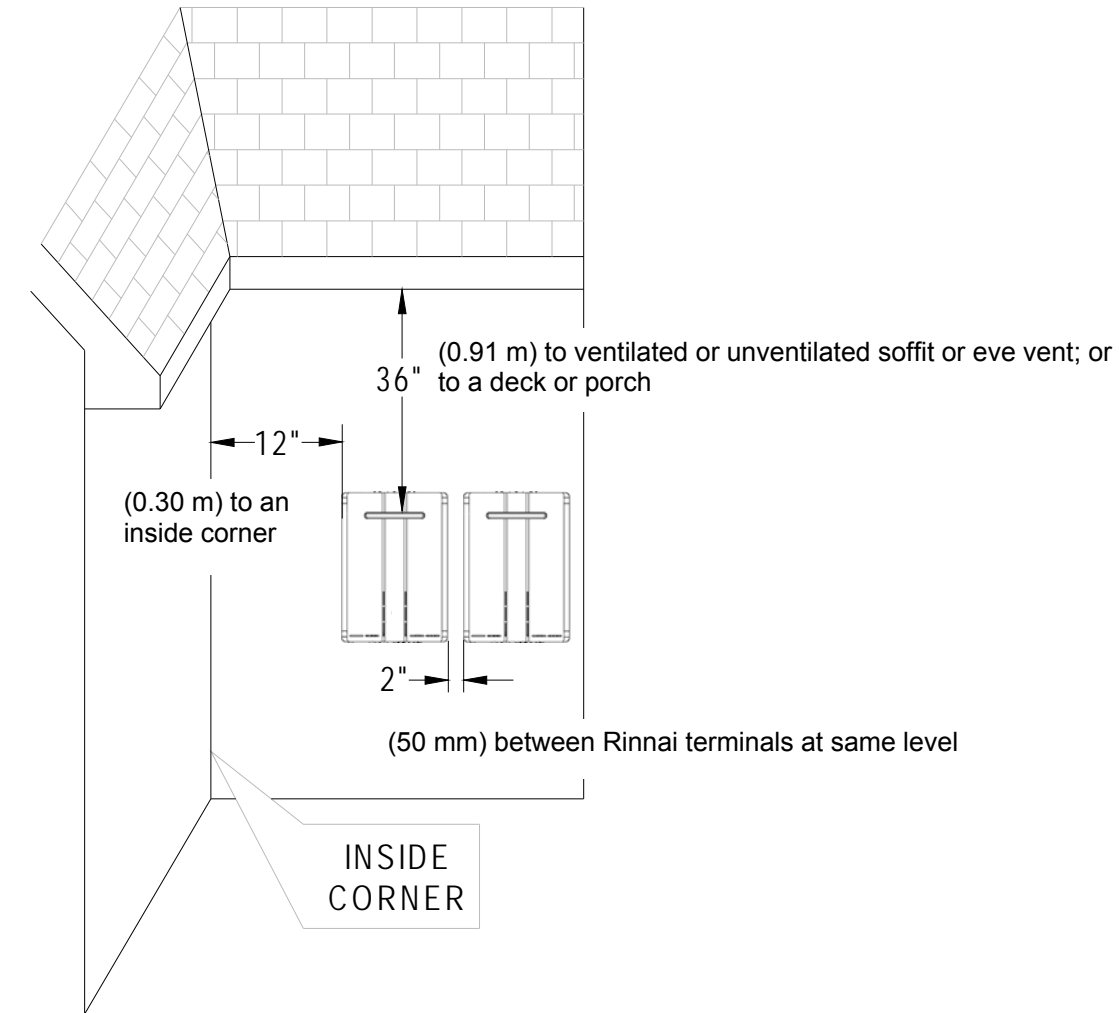 (0.91 m) to ventilated or unventilated soffit or eve vent; or
36" to a deck or porch
12"
(0.30 m) to an
inside corner
2"
(50 mm) between Rinnai terminals at same level
INSIDE
CORNER